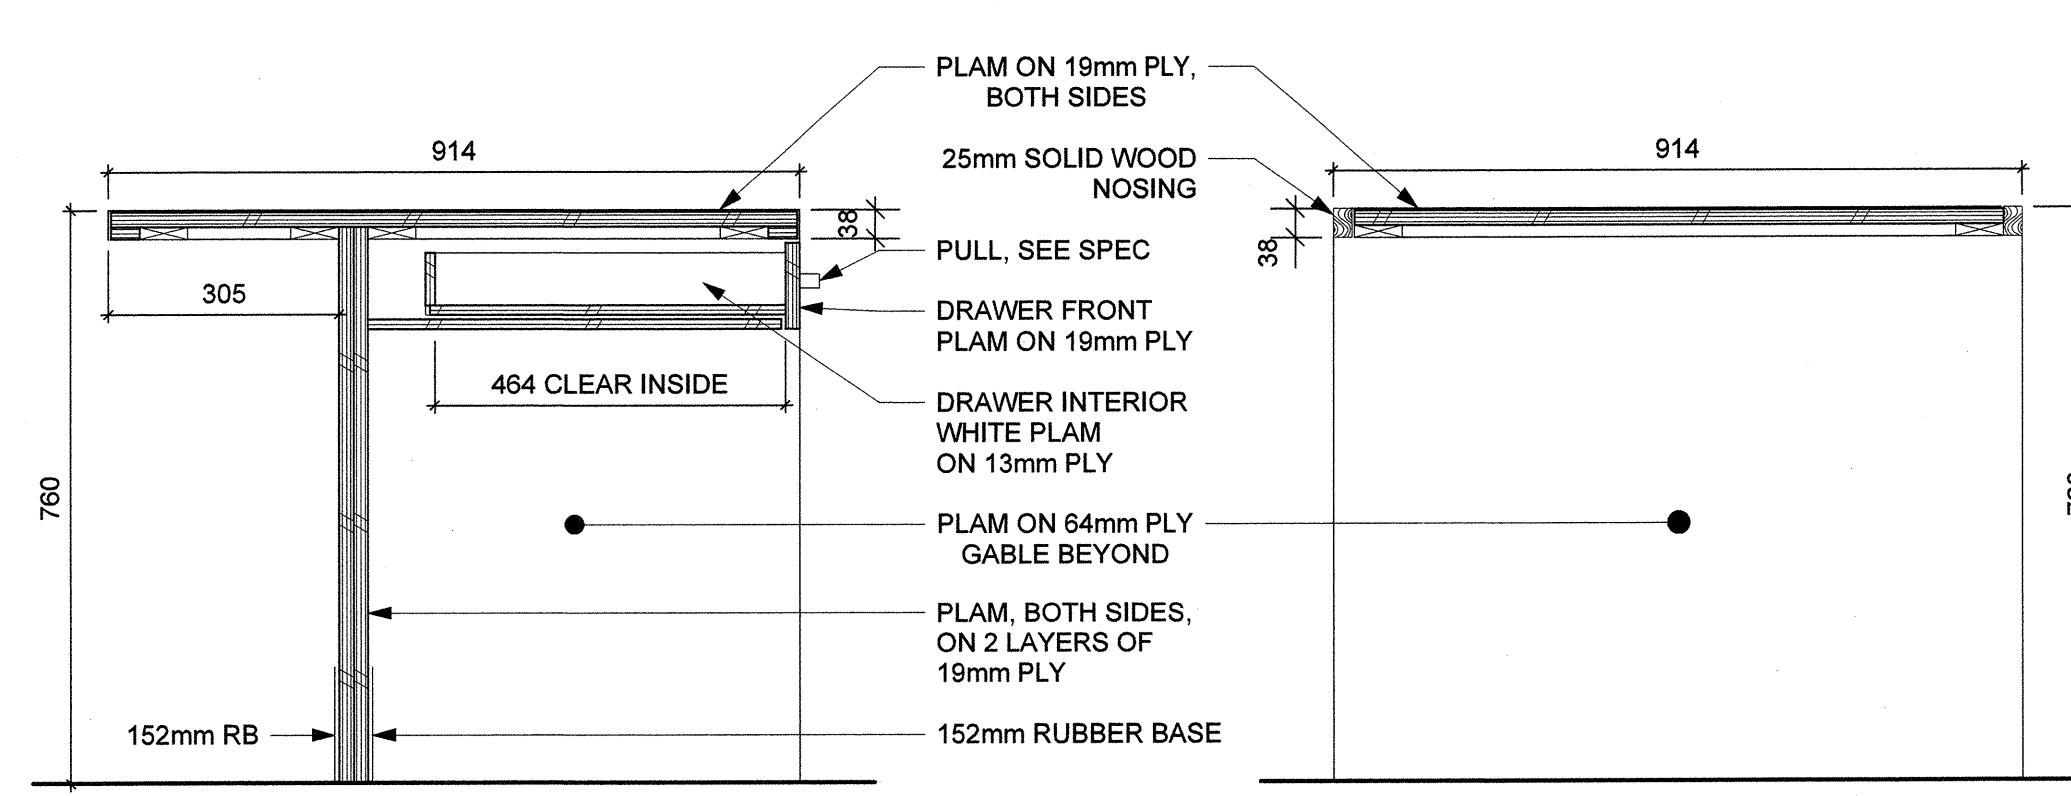 PLAM ON 19mm PLY,
BOTH SIDES
914
25mm SOLID WOOD
NOSING
914
38
38
PULL, SEE SPEC
305
DRAWER FRONT
PLAM ON 19mm PLY
464 CLEAR INSIDE
DRAWER INTERIOR
WHITE PLAM
ON 13mm PLY
760
PLAM ON 64mm PLY
GABLE BEYOND
PLAM, BOTH SIDES,
ON 2 LAYERS OF
19mm PLY
152mm RB
152mm RUBBER BASE